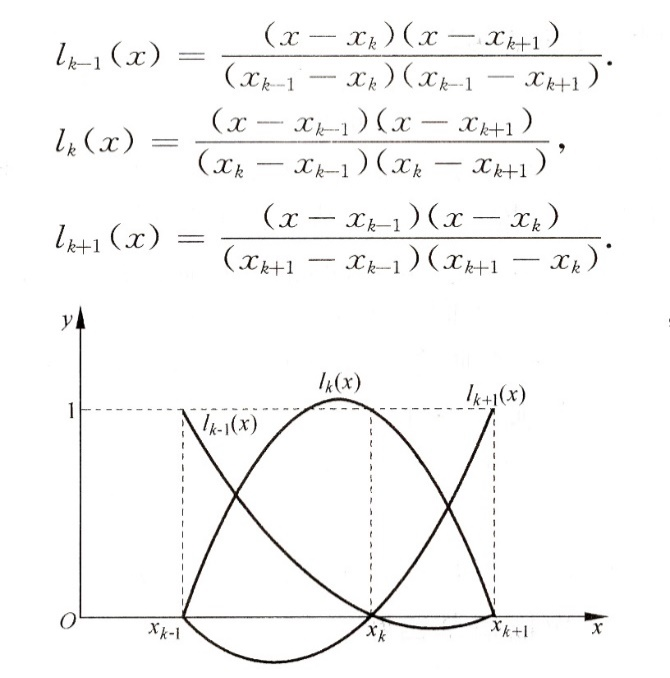 l_{k-1}(x) = \frac{(x - x_k)(x - x_{k+1})}{(x_{k-1} - x_k)(x_{k-1} - x_{k+1})}.
l_k(x) = \frac{(x - x_{k-1})(x - x_{k+1})}{(x_k - x_{k-1})(x_k - x_{k+1})},
l_{k+1}(x) = \frac{(x - x_{k-1})(x - x_k)}{(x_{k+1} - x_{k-1})(x_{k+1} - x_k)}.
y
l_k(x)
l_{k+1}(x)
1
l_{k-1}(x)
O
x_{k-1}
x_k
x_{k+1}
x